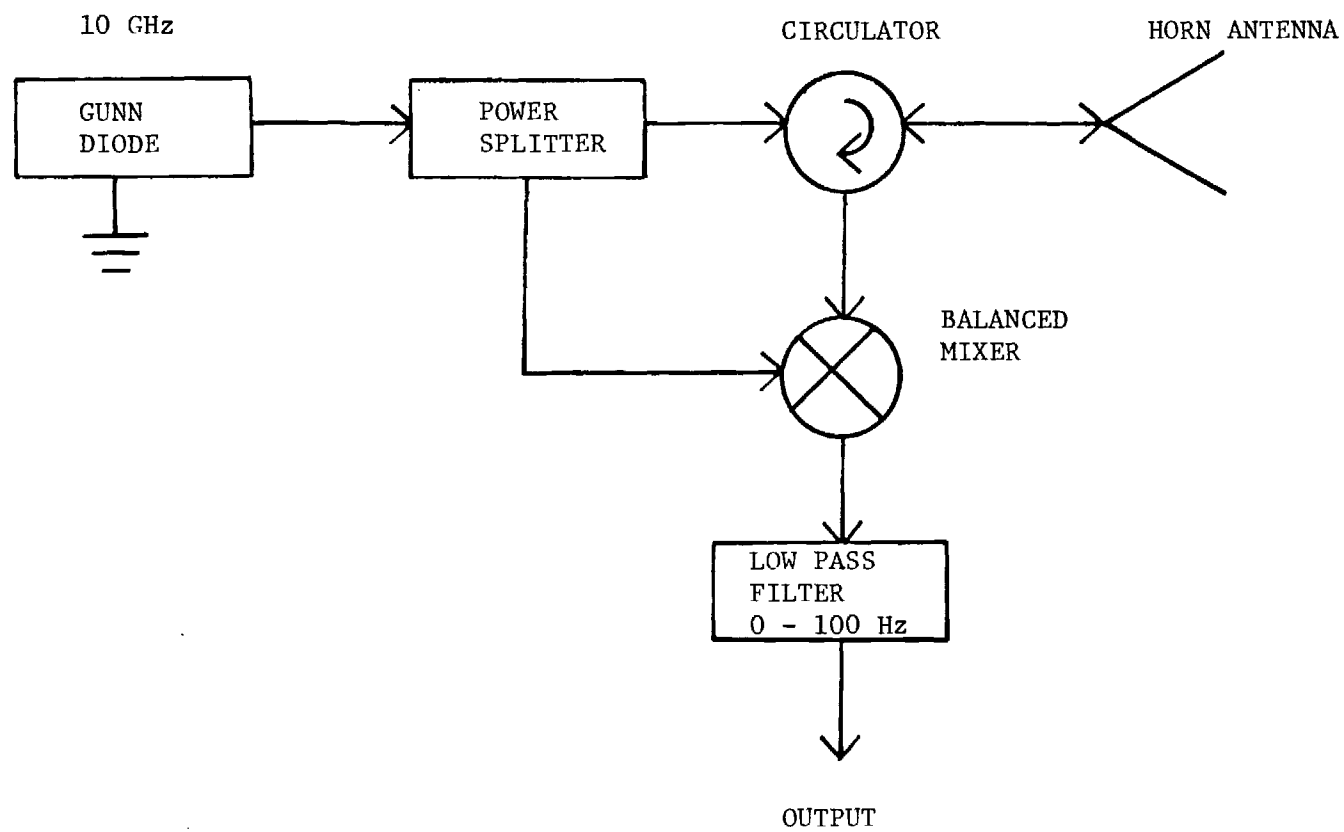 10 GHz
CIRCULATOR
HORN ANTENNA
GUNN
DIODE
POWER
SPLITTER
BALANCED
MIXER
LOW PASS
FILTER
0 - 100 Hz
OUTPUT